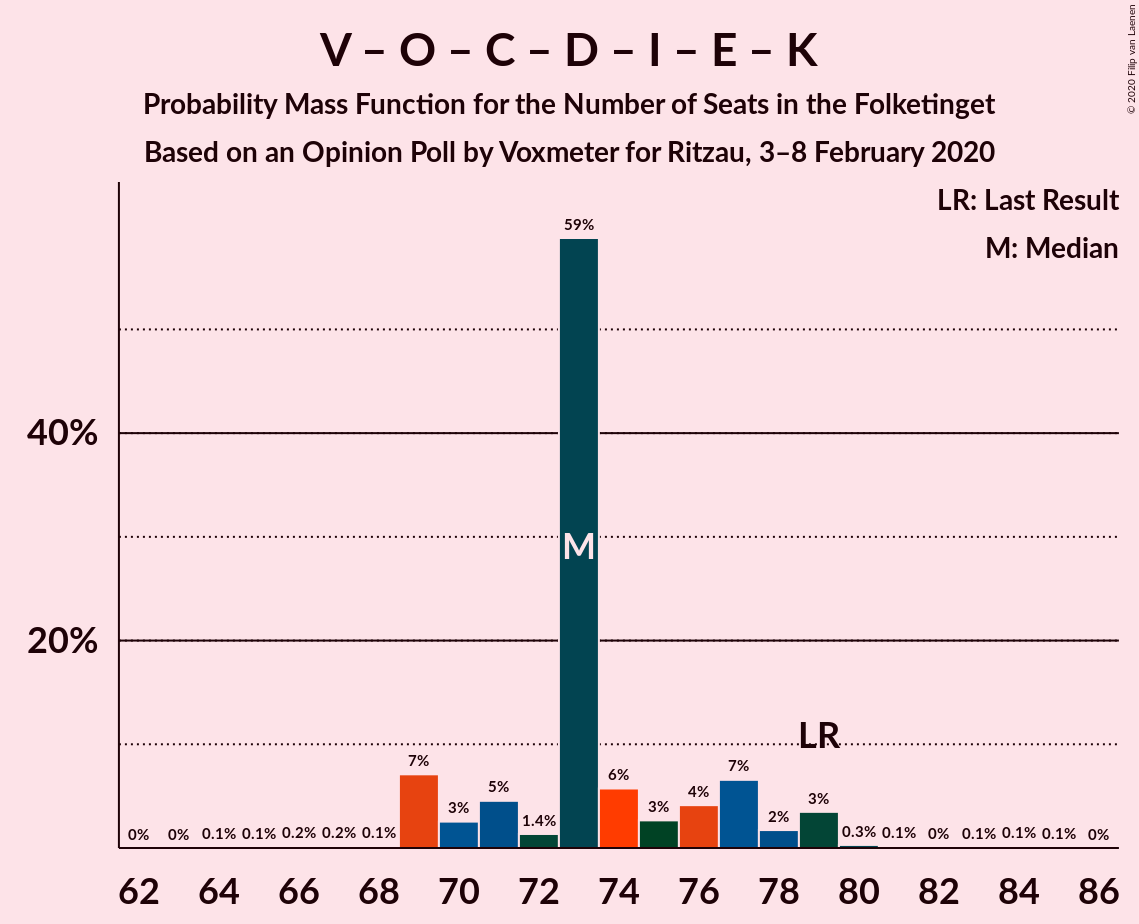 V – O – C – D – I – E – K
Probability Mass Function for the Number of Seats in the Folketinget
Based on an Opinion Poll by Voxmeter for Ritzau, 3–8 February 2020
© 2020 Filip van Laenen
LR: Last Result
M: Median
59%
40%
M
20%
LR
7% 3% 5% 1.4% 6% 3% 4% 7% 2% 3%
0% 0% 0.1% 0.1% 0.2% 0.2% 0.1% 0.3% 0.1% 0% 0.1% 0.1% 0.1% 0%
62 64 66 68 70 72 74 76 78 80 82 84 86